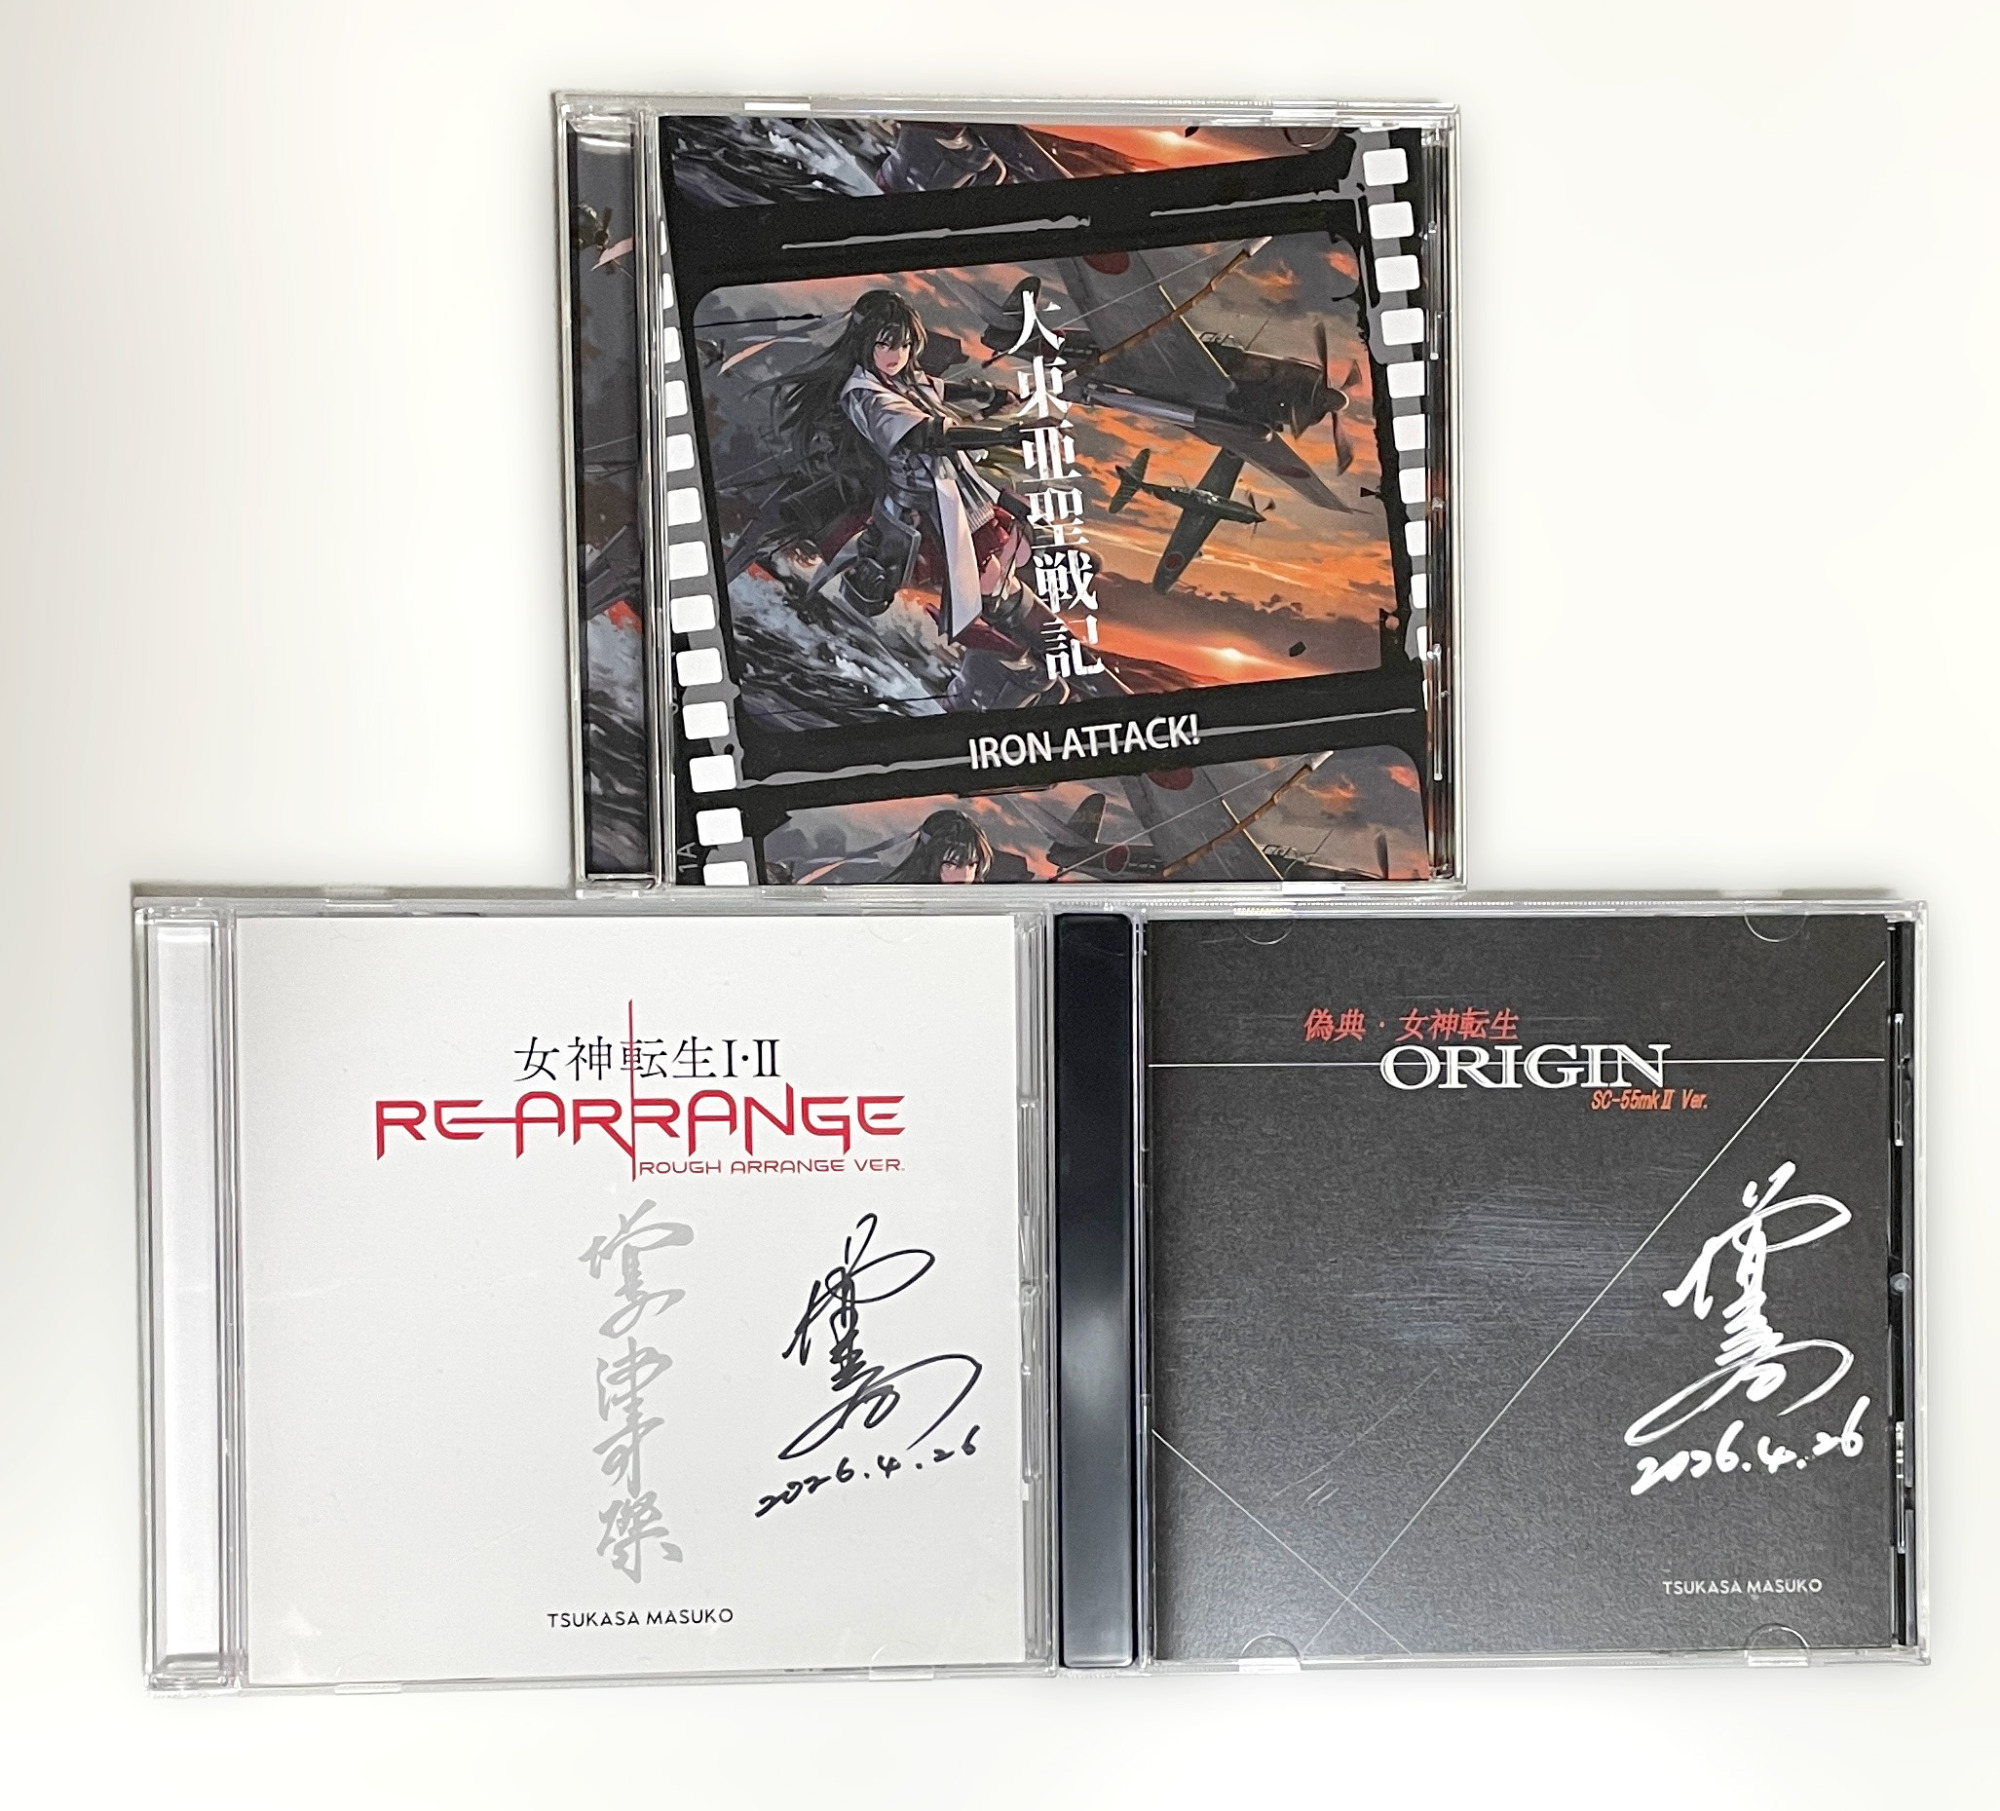 大東亜聖戦記
IRON ATTACK!
1A
女神転生I·II
RE-ARRANGE
ROUGH ARRANGE VER.
2026.4.26
TSUKASA MASUKO
偽典・女神転生
ORIGIN
SC-55mkⅡ Ver.
2026.4.26
TSUKASA MASUKO